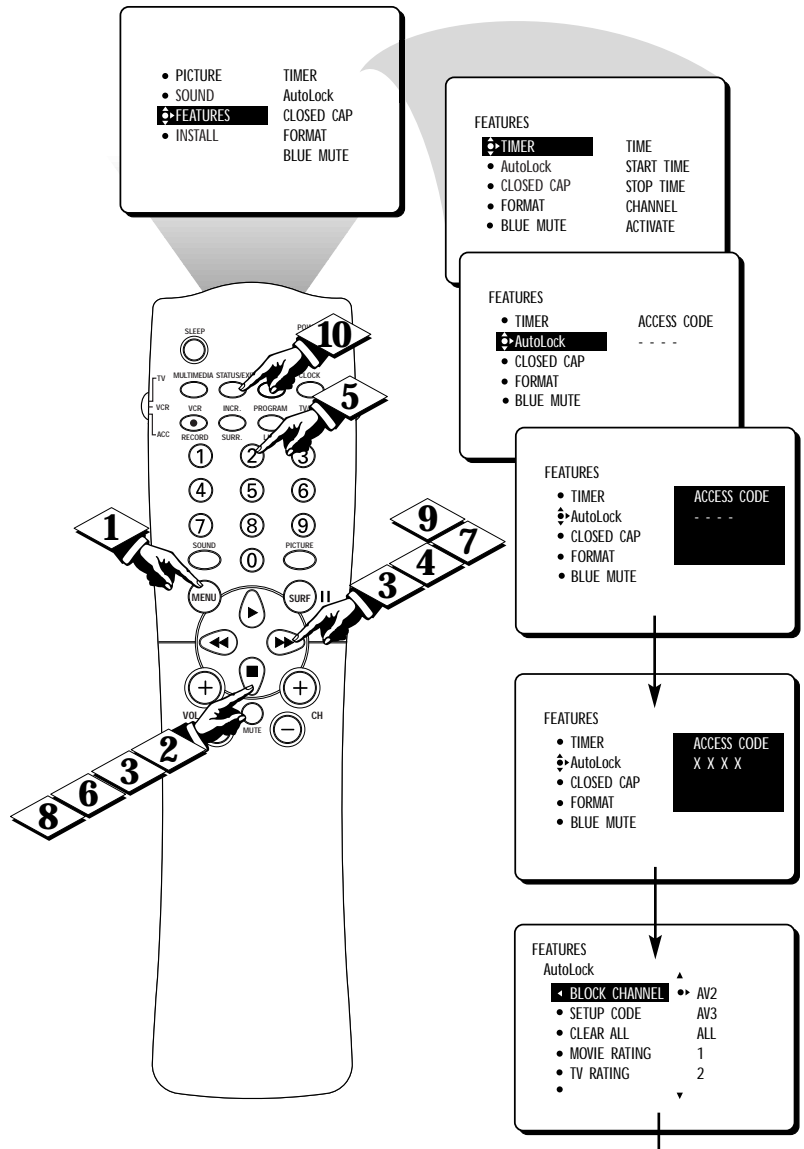 PICTURE TIMER
SOUND AutoLock
FEATURES CLOSED CAP
INSTALL FORMAT
BLUE MUTE
FEATURES
TIMER TIME
AutoLock START TIME
CLOSED CAP STOP TIME
FORMAT CHANNEL
BLUE MUTE ACTIVATE
FEATURES
TIMER ACCESS CODE
AutoLock - - - -
CLOSED CAP
FORMAT
BLUE MUTE
FEATURES
TIMER ACCESS CODE
AutoLock - - - -
CLOSED CAP
FORMAT
BLUE MUTE
FEATURES
TIMER ACCESS CODE
AutoLock X X X X
CLOSED CAP
FORMAT
BLUE MUTE
FEATURES
AutoLock
BLOCK CHANNEL AV2
SETUP CODE AV3
CLEAR ALL ALL
MOVIE RATING 1
TV RATING 2
SLEEP
10
TV MULTIMEDIA STATUS/EXIT CLOCK
5
VCR VCR INCR. PROGRAM
ACC RECORD SURR.
1 2 3
4 5 6
7 8 9
SOUND 0 PICTURE
1
9 7
3 4
MENU SURF
VOL MUTE CH
8 6 3 2